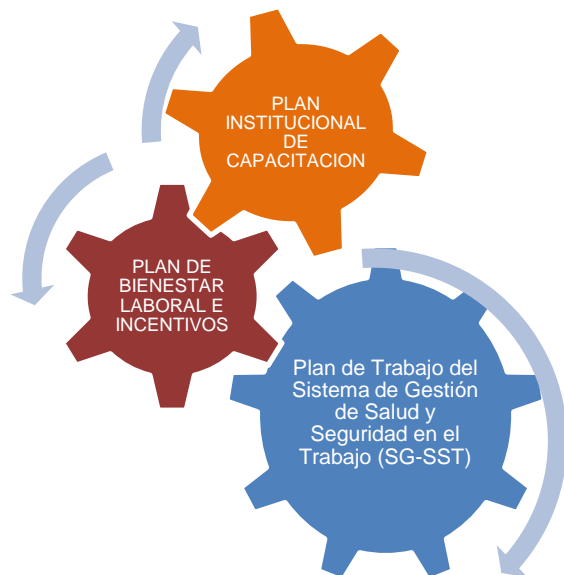 PLAN
INSTITUCIONAL
DE
CAPACITACION
PLAN DE
BIENESTAR
LABORAL E
INCENTIVOS
Plan de Trabajo del
Sistema de Gestión
de Salud y
Seguridad en el
Trabajo (SG-SST)